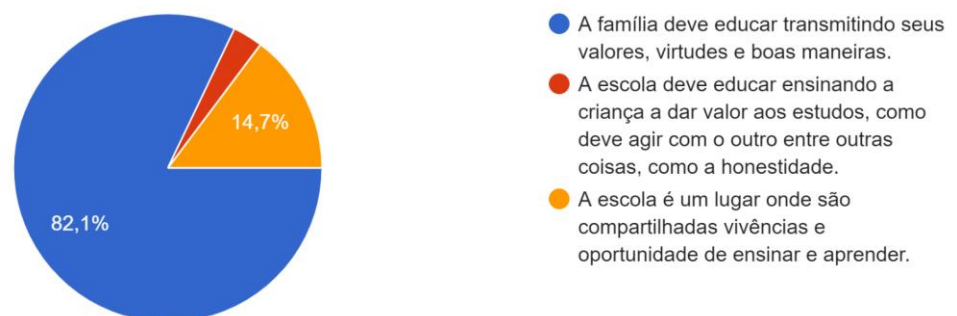 A família deve educar transmitindo seus
valores, virtudes e boas maneiras.
A escola deve educar ensinando a
criança a dar valor aos estudos, como
deve agir com o outro entre outras
coisas, como a honestidade.
A escola é um lugar onde são
compartilhadas vivências e
oportunidade de ensinar e aprender.
14,7%
82,1%